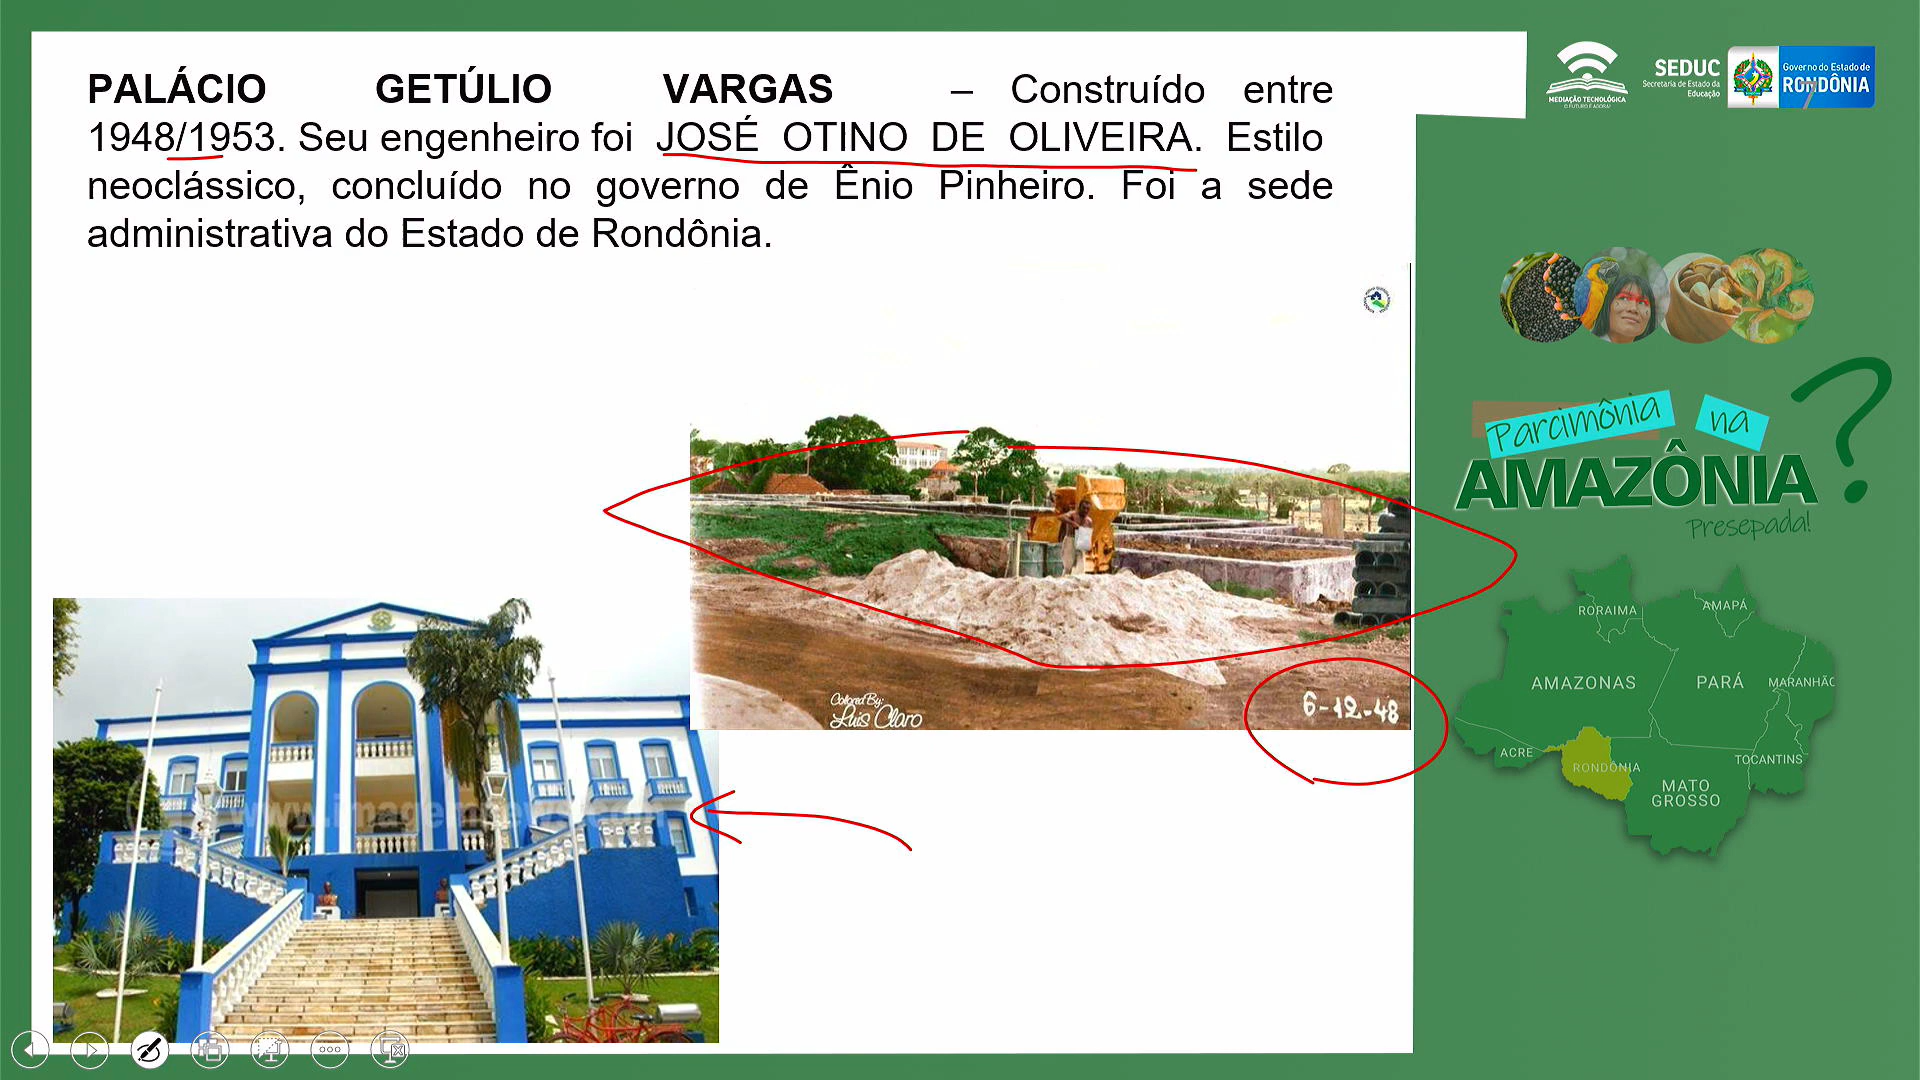 PALÁCIO GETÚLIO VARGAS – Construído entre
1948/1953. Seu engenheiro foi JOSÉ OTINO DE OLIVEIRA. Estilo
neoclássico, concluído no governo de Ênio Pinheiro. Foi a sede
administrativa do Estado de Rondônia.
MEDIAÇÃO TECNOLÓGICA
O FUTURO É AGORA!
SEDUC
Secretaria de Estado da
Educação
Governo do Estado de
RONDÔNIA
Parcimônia na
AMAZÔNIA?
Presepada!
Colored By:
Luis Claro
6-12-48
RORAIMA
AMAPÁ
AMAZONAS
PARÁ
MARANHÃO
ACRE
RONDÔNIA
TOCANTINS
MATO
GROSSO